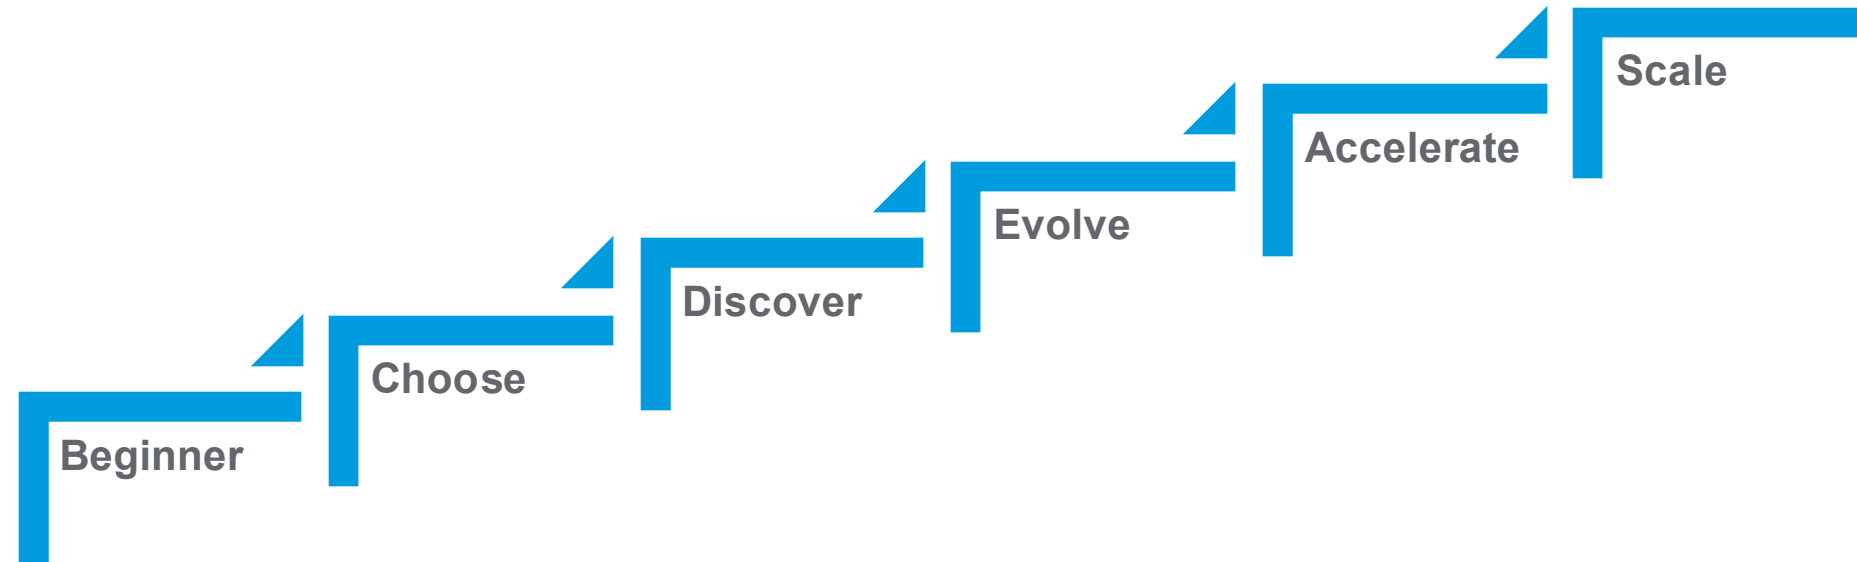 Scale
Accelerate
Evolve
Discover
Choose
Beginner